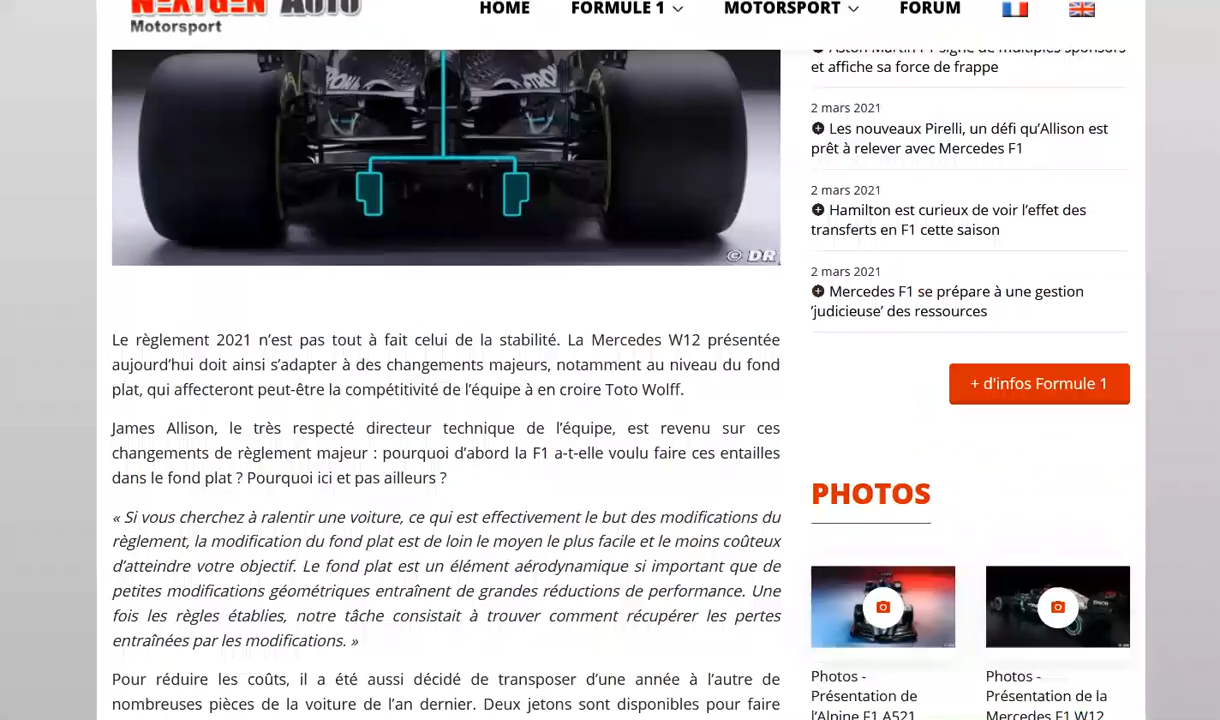 NEXTGEN AUTO
Motorsport
HOME
FORMULE 1
MOTORSPORT
FORUM
© DR
Le règlement 2021 n’est pas tout à fait celui de la stabilité. La Mercedes W12 présentée
aujourd’hui doit ainsi s’adapter à des changements majeurs, notamment au niveau du fond
plat, qui affecteront peut-être la compétitivité de l’équipe à en croire Toto Wolff.
James Allison, le très respecté directeur technique de l’équipe, est revenu sur ces
changements de règlement majeur : pourquoi d’abord la F1 a-t-elle voulu faire ces entailles
dans le fond plat ? Pourquoi ici et pas ailleurs ?
« Si vous cherchez à ralentir une voiture, ce qui est effectivement le but des modifications du
règlement, la modification du fond plat est de loin le moyen le plus facile et le moins coûteux
d’atteindre votre objectif. Le fond plat est un élément aérodynamique si important que de
petites modifications géométriques entraînent de grandes réductions de performance. Une
fois les règles établies, notre tâche consistait à trouver comment récupérer les pertes
entraînées par les modifications. »
Pour réduire les coûts, il a été aussi décidé de transposer d’une année à l’autre de
nombreuses pièces de la voiture de l’an dernier. Deux jetons sont disponibles pour faire
Aston Martin F1 signe de multiples sponsors
et affiche sa force de frappe
2 mars 2021
Les nouveaux Pirelli, un défi qu’Allison est
prêt à relever avec Mercedes F1
2 mars 2021
Hamilton est curieux de voir l’effet des
transferts en F1 cette saison
2 mars 2021
Mercedes F1 se prépare à une gestion
’judicieuse’ des ressources
+ d'infos Formule 1
PHOTOS
Photos -
Présentation de
l’Alpine F1 A521
Photos -
Présentation de la
Mercedes F1 W12